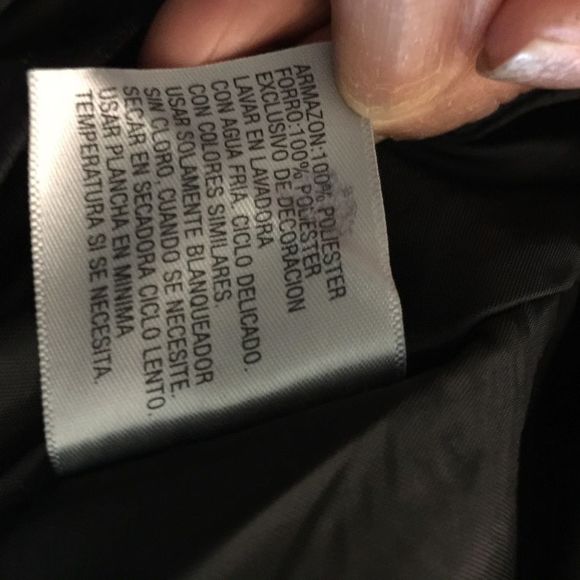 ARMAZON:100% POLIESTER
FORRO:100% POLIESTER
EXCLUSIVO DE DECORACION
LAVAR EN LAVADORA
CON AGUA FRIA. CICLO DELICADO.
CON COLORES SIMILARES.
USAR SOLAMENTE BLANQUEADOR
SIN CLORO, CUANDO SE NECESITE.
SECAR EN SECADORA CICLO LENTO.
USAR PLANCHA EN MINIMA
TEMPERATURA SI SE NECESITA.